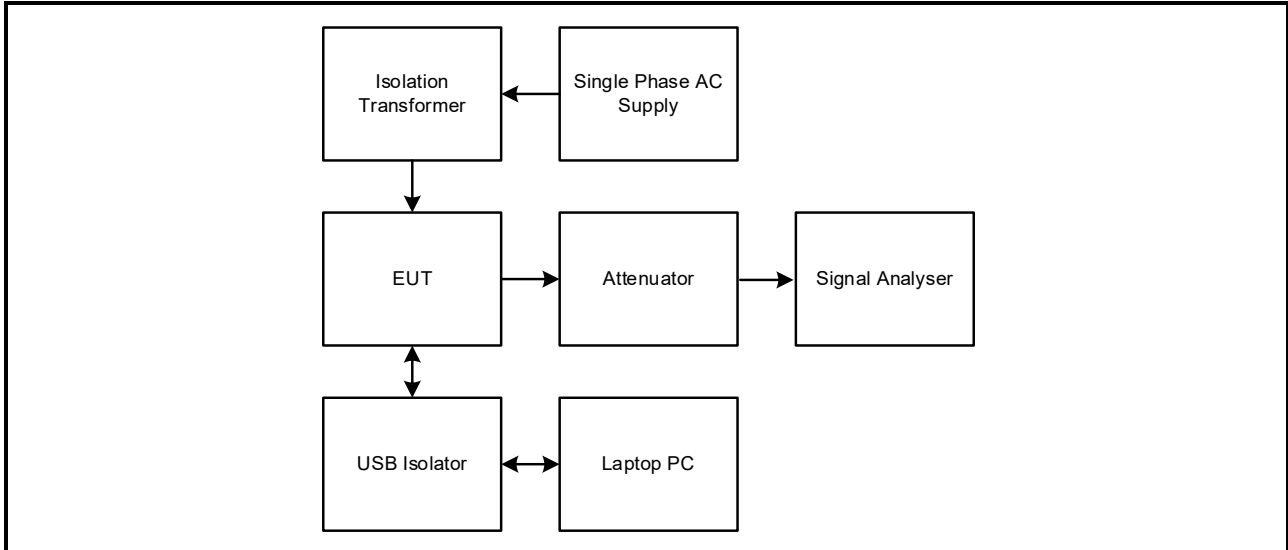 Isolation
Transformer
Single Phase AC
Supply
EUT
Attenuator
Signal Analyser
USB Isolator
Laptop PC